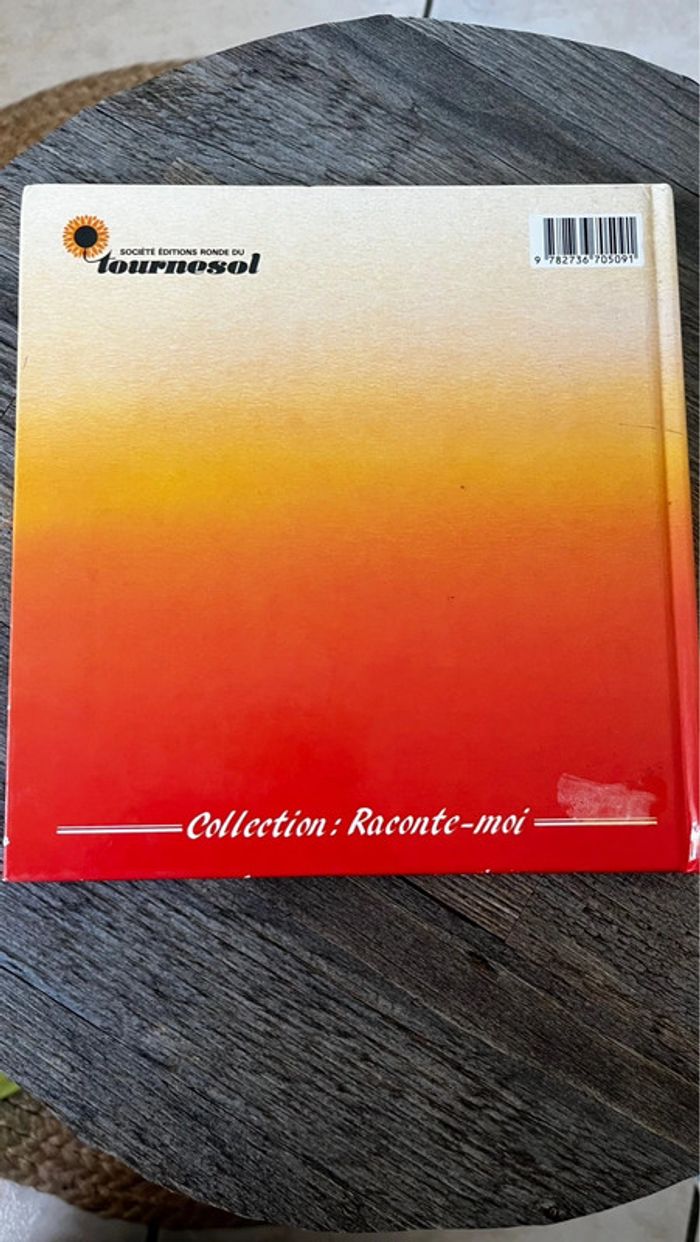 SOCIÉTÉ ÉDITIONS RONDE DU
tournesol
9 782736 705091
Collection : Raconte-moi